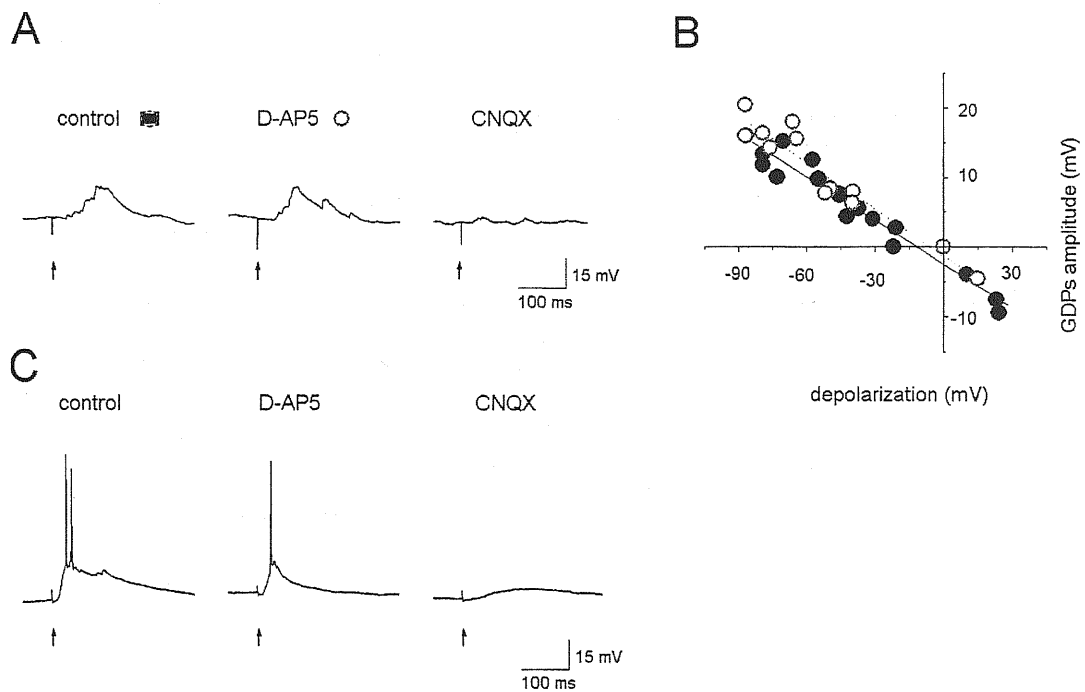 A
control
D-AP5
CNQX
15 mV
100 ms
B
20
10
-10
-90
-60
-30
30
GDPs amplitude (mV)
depolarization (mV)
C
control
D-AP5
CNQX
15 mV
100 ms